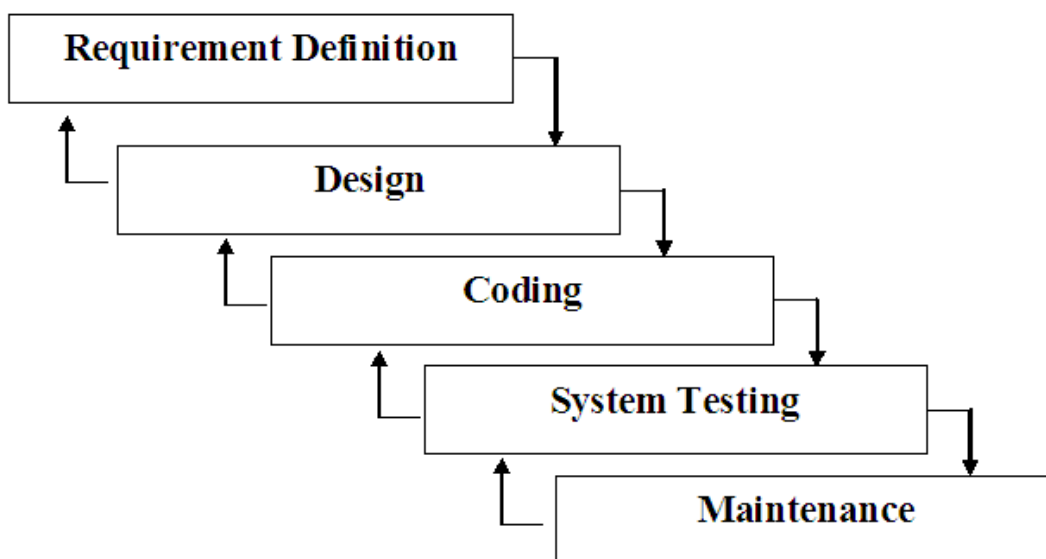 Requirement Definition
Design
Coding
System Testing
Maintenance